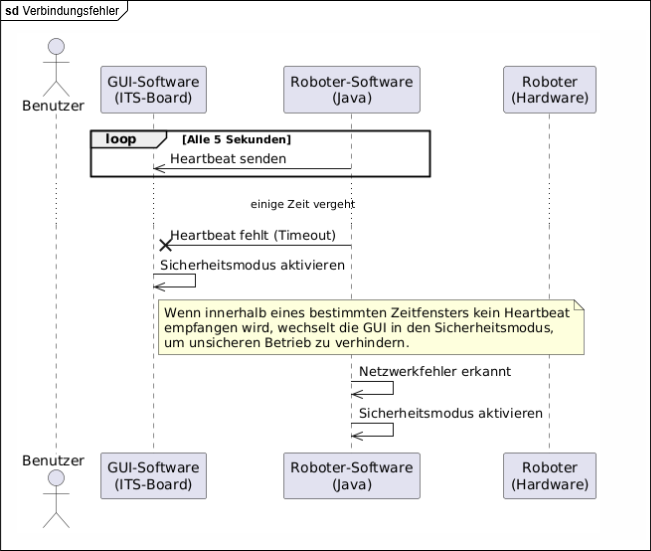 sd Verbindungsfehler
Benutzer
GUI-Software
(ITS-Board)
Roboter-Software
(Java)
Roboter
(Hardware)
loop
[Alle 5 Sekunden]
Heartbeat senden
einige Zeit vergeht
Heartbeat fehlt (Timeout)
Sicherheitsmodus aktivieren
Wenn innerhalb eines bestimmten Zeitfensters kein Heartbeat
empfangen wird, wechselt die GUI in den Sicherheitsmodus,
um unsicheren Betrieb zu verhindern.
Netzwerkfehler erkannt
Sicherheitsmodus aktivieren
Benutzer
GUI-Software
(ITS-Board)
Roboter-Software
(Java)
Roboter
(Hardware)